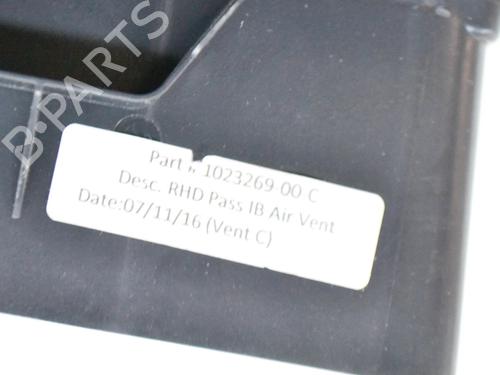 B·PARTS
Part # 1023269-00 C
Desc. RHD Pass IB Air Vent
Date:07/11/16 (Vent C)